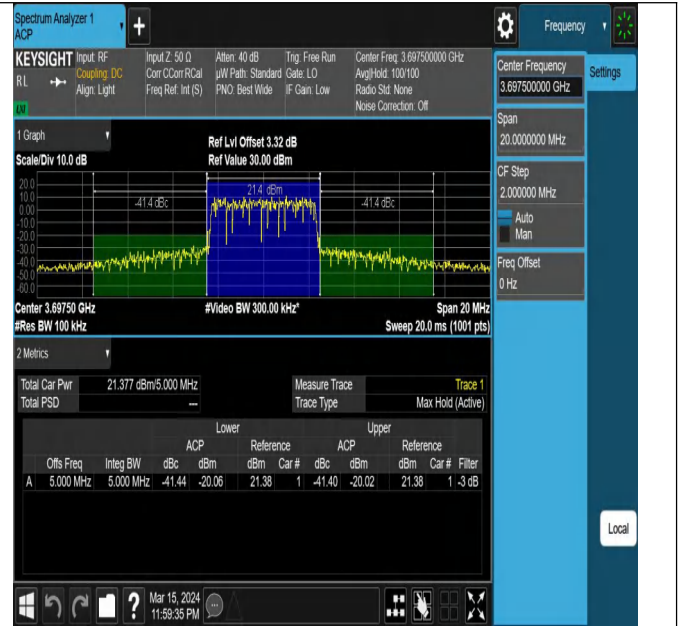 Spectrum Analyzer 1
ACP
Frequency
KEYSIGHT
RL
LXI
Input: RF
Coupling: DC
Align: Light
Input Z: 50 Ω
Corr CCorr RCal
Freq Ref: Int (S)
Atten: 40 dB
µW Path: Standard
PNO: Best Wide
Trig: Free Run
Gate: LO
IF Gain: Low
Center Freq: 3.697500000 GHz
Avg|Hold: 100/100
Radio Std: None
Noise Correction: Off
Center Frequency
3.697500000 GHz
Settings
Span
20.0000000 MHz
CF Step
2.000000 MHz
Auto
Man
Freq Offset
0 Hz
1 Graph
Scale/Div 10.0 dB
Ref Lvl Offset 3.32 dB
Ref Value 30.00 dBm
20.0
10.0
0.00
-10.0
-20.0
-30.0
-40.0
-50.0
-60.0
-41.4 dBc
21.4 dBm
-41.4 dBc
Center 3.69750 GHz
#Video BW 300.00 kHz*
Span 20 MHz
#Res BW 100 kHz
Sweep 20.0 ms (1001 pts)
2 Metrics
Total Car Pwr 21.377 dBm/5.000 MHz
Total PSD ---
Measure Trace Trace 1
Trace Type Max Hold (Active)
Lower Upper
ACP Reference ACP Reference
Offs Freq Integ BW dBc dBm dBm Car # dBc dBm dBm Car # Filter
A 5.000 MHz 5.000 MHz -41.44 -20.06 21.38 1 -41.40 -20.02 21.38 1 -3 dB
Local
?
Mar 15, 2024
11:59:35 PM